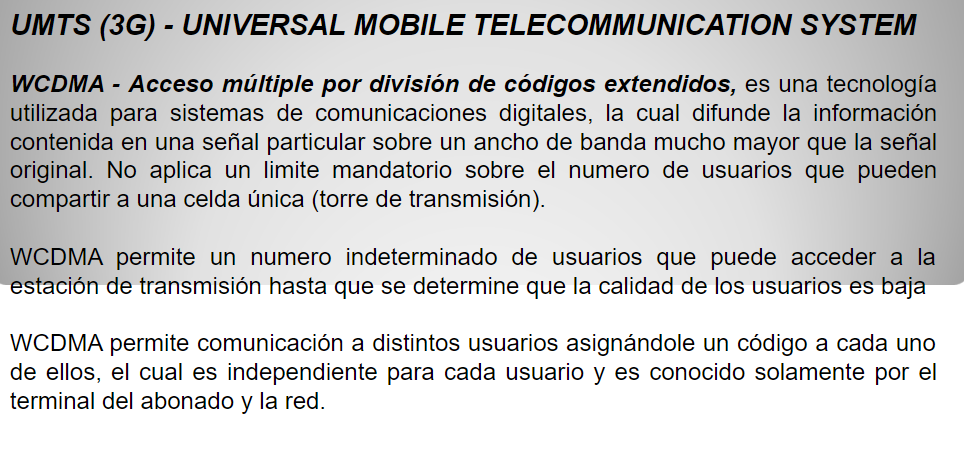 UMTS (3G) - UNIVERSAL MOBILE TELECOMMUNICATION SYSTEM
WCDMA - Acceso múltiple por división de códigos extendidos, es una tecnología
utilizada para sistemas de comunicaciones digitales, la cual difunde la información
contenida en una señal particular sobre un ancho de banda mucho mayor que la señal
original. No aplica un limite mandatorio sobre el numero de usuarios que pueden
compartir a una celda única (torre de transmisión).
WCDMA permite un numero indeterminado de usuarios que puede acceder a la
estación de transmisión hasta que se determine que la calidad de los usuarios es baja
WCDMA permite comunicación a distintos usuarios asignándole un código a cada uno
de ellos, el cual es independiente para cada usuario y es conocido solamente por el
terminal del abonado y la red.